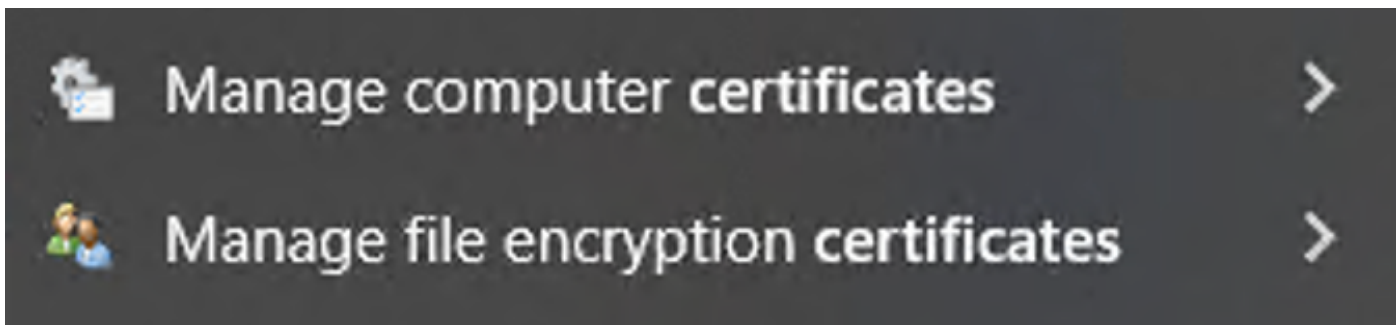 Manage computer certificates
Manage file encryption certificates